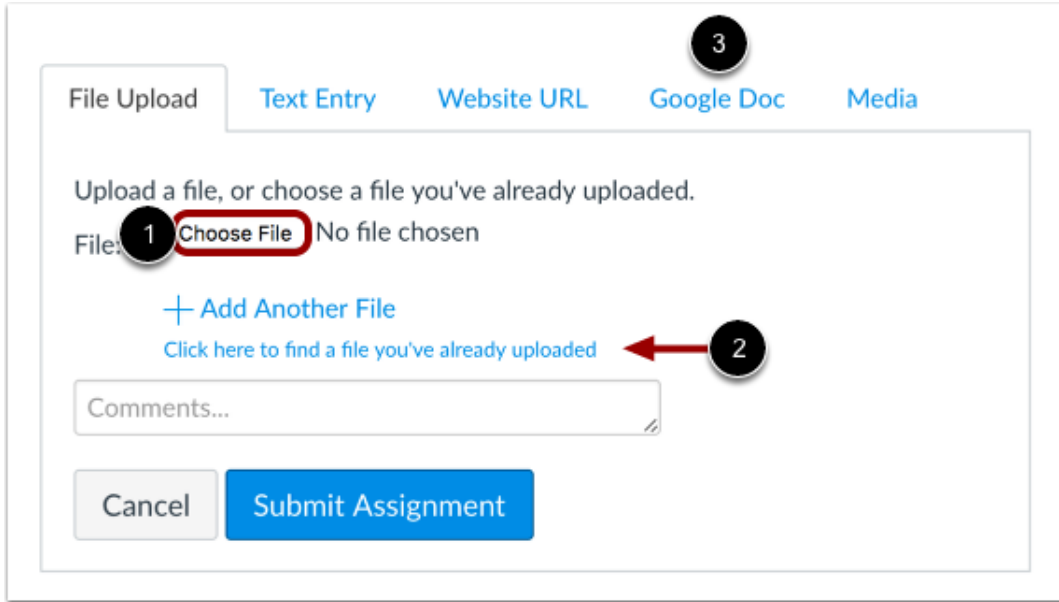 3
File Upload Text Entry Website URL Google Doc Media
Upload a file, or choose a file you've already uploaded.
File: 1 Choose File No file chosen
Add Another File
Click here to find a file you've already uploaded 2
Comments...
Cancel Submit Assignment